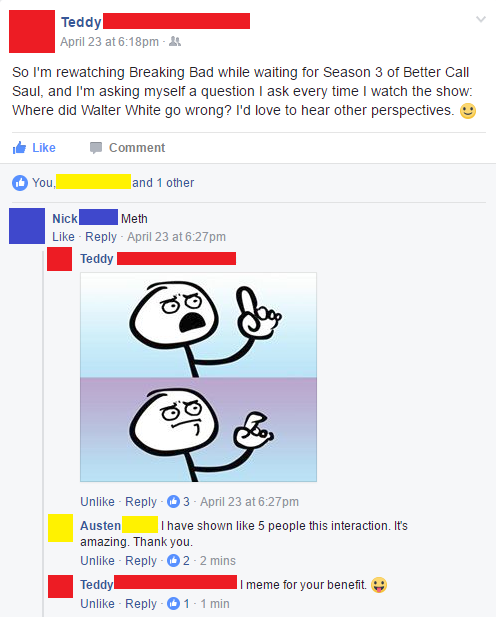 Teddy
April 23 at 6:18pm ·
So I'm rewatching Breaking Bad while waiting for Season 3 of Better Call
Saul, and I'm asking myself a question I ask every time I watch the show:
Where did Walter White go wrong? I'd love to hear other perspectives. 🙂
Like Comment
You, and 1 other
Nick Meth
Like · Reply · April 23 at 6:27pm
Teddy
Unlike · Reply · 3 · April 23 at 6:27pm
Austen I have shown like 5 people this interaction. It's
amazing. Thank you.
Unlike · Reply · 2 · 2 mins
Teddy I meme for your benefit. 😜
Unlike · Reply · 1 · 1 min